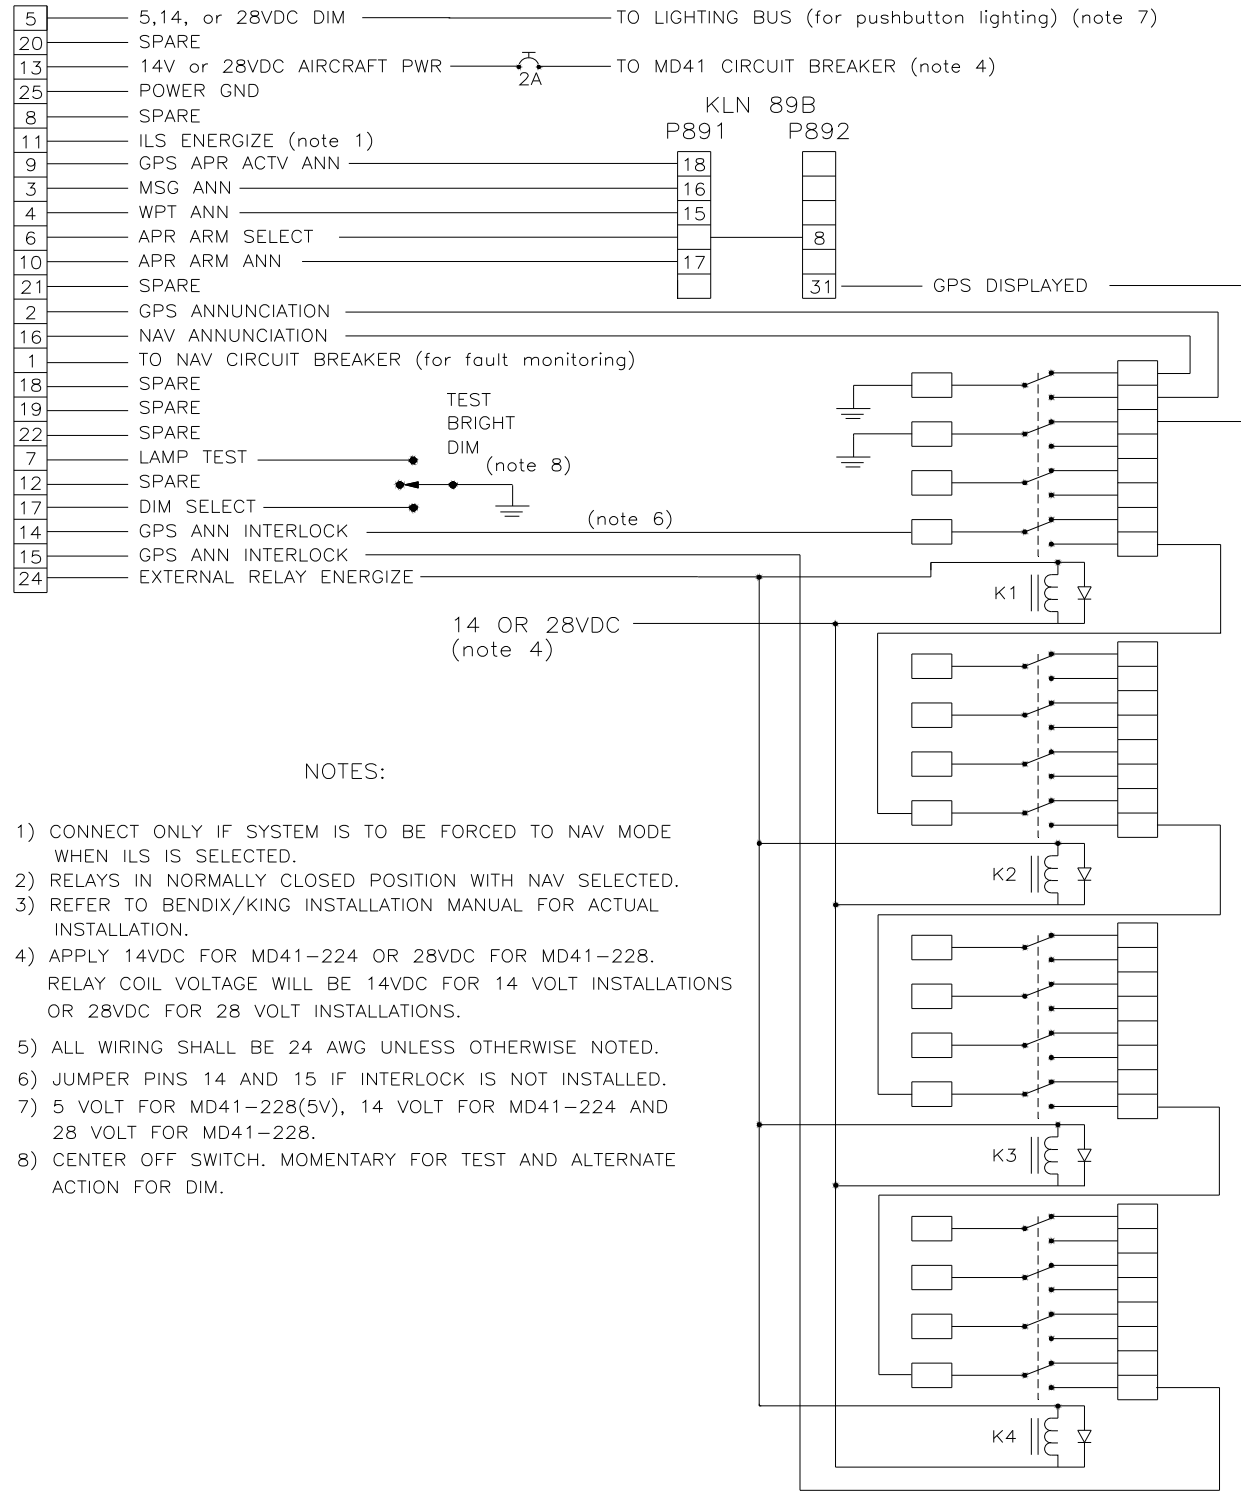 5 5,14, or 28VDC DIM TO LIGHTING BUS (for pushbutton lighting) (note 7)
20 SPARE
13 14V or 28VDC AIRCRAFT PWR 2A TO MD41 CIRCUIT BREAKER (note 4)
25 POWER GND
8 SPARE
11 ILS ENERGIZE (note 1)
KLN 89B
P891 P892
9 GPS APR ACTV ANN 18
3 MSG ANN 16
4 WPT ANN 15
6 APR ARM SELECT 8
10 APR ARM ANN 17
21 SPARE 31 GPS DISPLAYED
2 GPS ANNUNCIATION
16 NAV ANNUNCIATION
1 TO NAV CIRCUIT BREAKER (for fault monitoring)
18 SPARE
19 SPARE
22 SPARE
7 LAMP TEST
12 SPARE
17 DIM SELECT
TEST
BRIGHT
DIM
(note 8)
14 GPS ANN INTERLOCK (note 6)
15 GPS ANN INTERLOCK
24 EXTERNAL RELAY ENERGIZE
K1
14 OR 28VDC
(note 4)
K2
K3
K4
NOTES:
1) CONNECT ONLY IF SYSTEM IS TO BE FORCED TO NAV MODE
WHEN ILS IS SELECTED.
2) RELAYS IN NORMALLY CLOSED POSITION WITH NAV SELECTED.
3) REFER TO BENDIX/KING INSTALLATION MANUAL FOR ACTUAL
INSTALLATION.
4) APPLY 14VDC FOR MD41-224 OR 28VDC FOR MD41-228.
RELAY COIL VOLTAGE WILL BE 14VDC FOR 14 VOLT INSTALLATIONS
OR 28VDC FOR 28 VOLT INSTALLATIONS.
5) ALL WIRING SHALL BE 24 AWG UNLESS OTHERWISE NOTED.
6) JUMPER PINS 14 AND 15 IF INTERLOCK IS NOT INSTALLED.
7) 5 VOLT FOR MD41-228(5V), 14 VOLT FOR MD41-224 AND
28 VOLT FOR MD41-228.
8) CENTER OFF SWITCH. MOMENTARY FOR TEST AND ALTERNATE
ACTION FOR DIM.